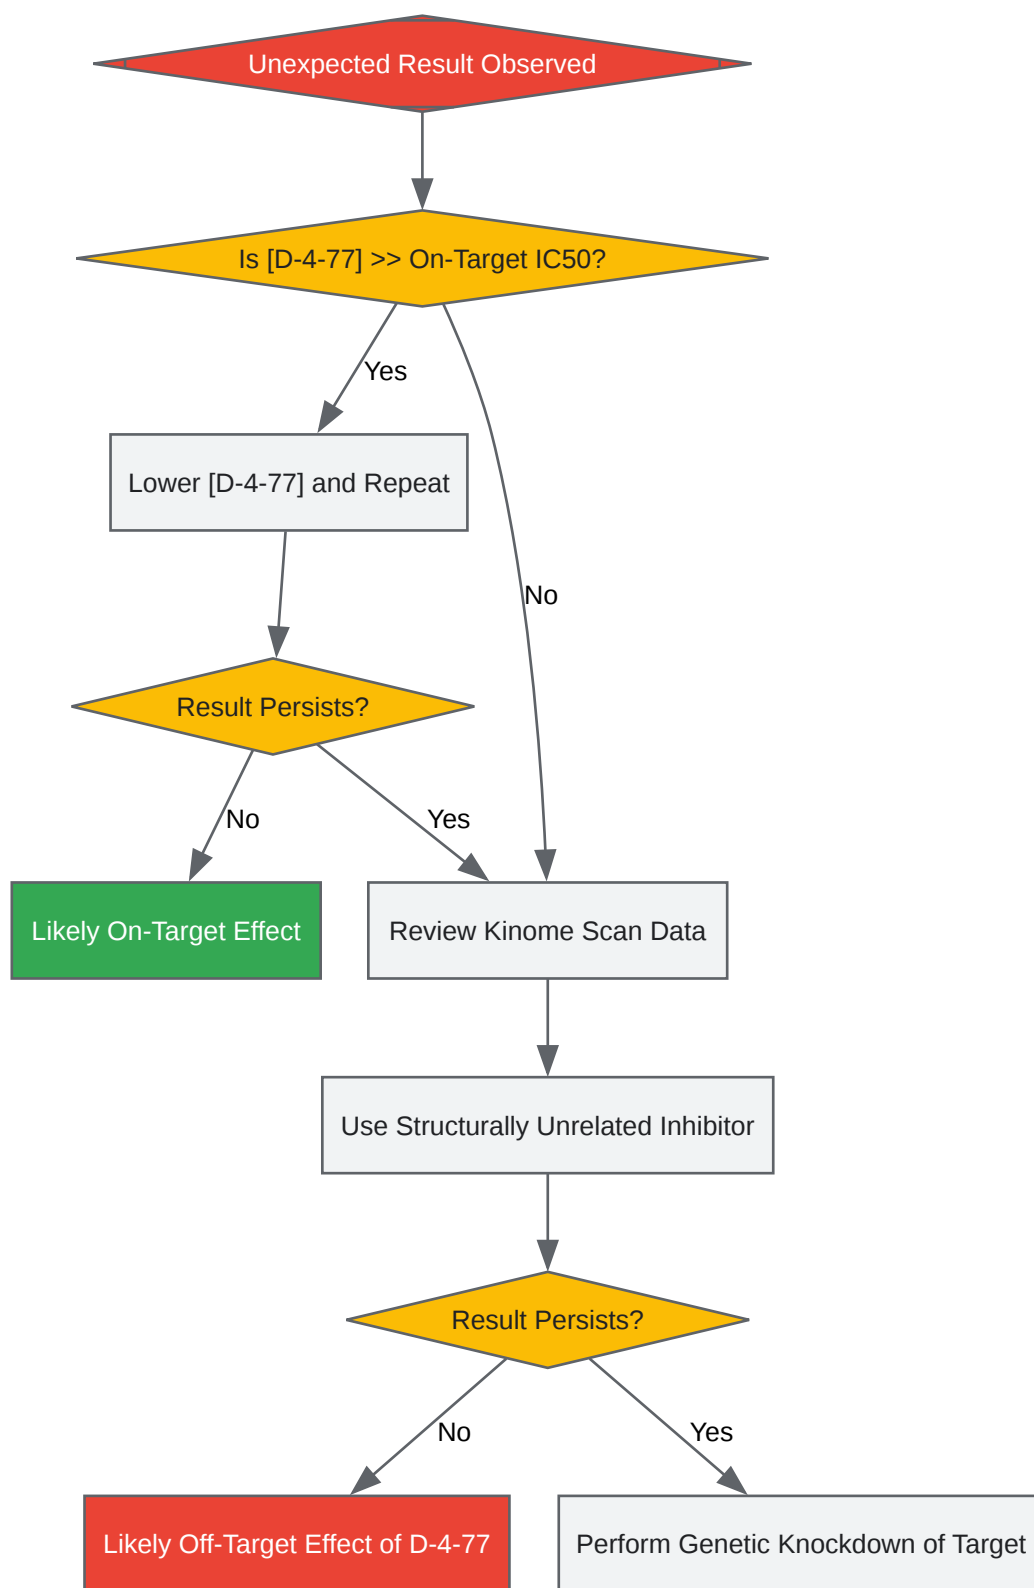 Unexpected Result Observed
Is [D-4-77] >> On-Target IC50?
Yes
Lower [D-4-77] and Repeat
No
Result Persists?
No
Yes
Likely On-Target Effect
Review Kinome Scan Data
Use Structurally Unrelated Inhibitor
Result Persists?
No
Yes
Likely Off-Target Effect of D-4-77
Perform Genetic Knockdown of Target